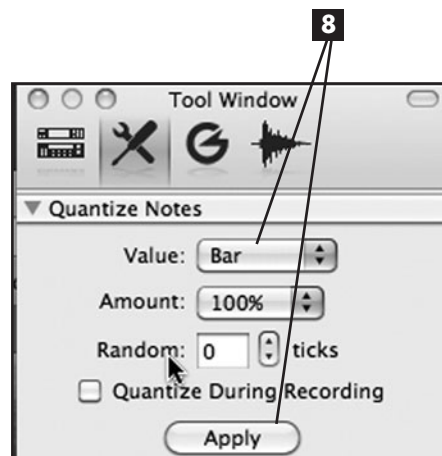 8
Tool Window
Quantize Notes
Value: Bar
Amount: 100%
Random: 0 ticks
Quantize During Recording
Apply